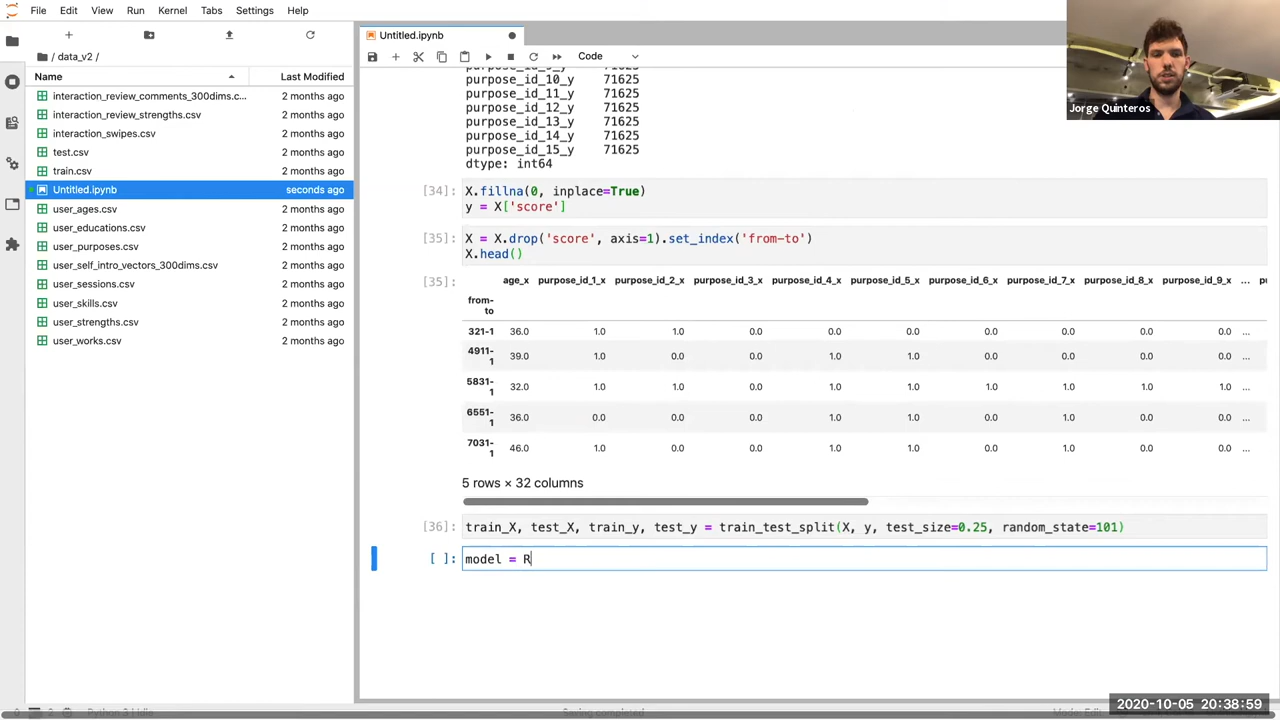 File Edit View Run Kernel Tabs Settings Help
/ data_v2 /
Name Last Modified
interaction_review_comments_300dims.c... 2 months ago
interaction_review_strengths.csv 2 months ago
interaction_swipes.csv 2 months ago
test.csv 2 months ago
train.csv 2 months ago
Untitled.ipynb seconds ago
user_ages.csv 2 months ago
user_educations.csv 2 months ago
user_purposes.csv 2 months ago
user_self_intro_vectors_300dims.csv 2 months ago
user_sessions.csv 2 months ago
user_skills.csv 2 months ago
user_strengths.csv 2 months ago
user_works.csv 2 months ago
Untitled.ipynb
Code
purpose_id_9_y 71625
purpose_id_10_y 71625
purpose_id_11_y 71625
purpose_id_12_y 71625
purpose_id_13_y 71625
purpose_id_14_y 71625
purpose_id_15_y 71625
dtype: int64
[34]: X.fillna(0, inplace=True)
y = X['score']
[35]: X = X.drop('score', axis=1).set_index('from-to')
X.head()
[35]: age_x purpose_id_1_x purpose_id_2_x purpose_id_3_x purpose_id_4_x purpose_id_5_x purpose_id_6_x purpose_id_7_x purpose_id_8_x purpose_id_9_x ... pu
from-
to
321-1 36.0 1.0 1.0 0.0 0.0 0.0 0.0 0.0 0.0 0.0 ...
4911-
1 39.0 1.0 0.0 0.0 1.0 1.0 0.0 0.0 0.0 0.0 ...
5831-
1 32.0 1.0 1.0 0.0 1.0 1.0 1.0 1.0 1.0 1.0 ...
6551-
1 36.0 0.0 0.0 0.0 1.0 0.0 0.0 1.0 0.0 0.0 ...
7031-
1 46.0 1.0 0.0 0.0 1.0 1.0 0.0 1.0 0.0 0.0 ...
5 rows × 32 columns
[36]: train_X, test_X, train_y, test_y = train_test_split(X, y, test_size=0.25, random_state=101)
[ ]: model = R
Jorge Quinteros
Python 3 | Idle Saving completed Mode: Edit
2020-10-05 20:38:59